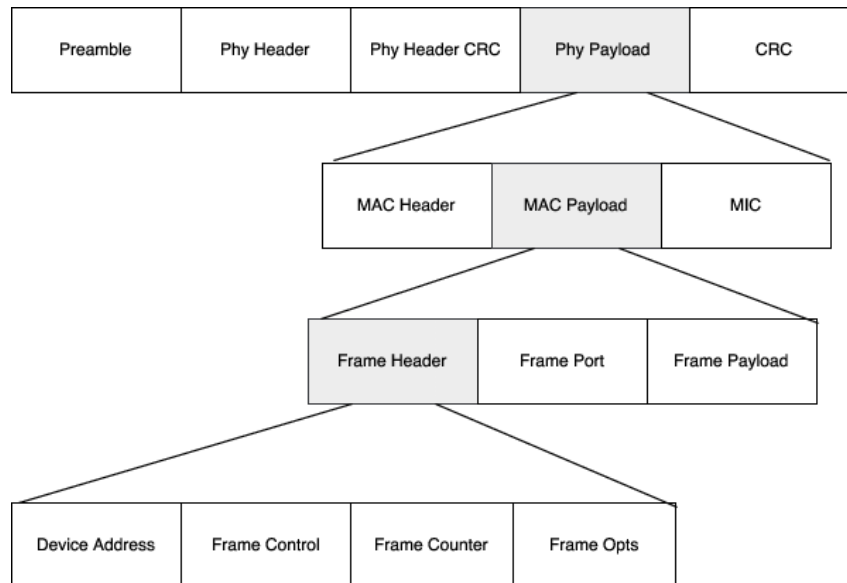 Preamble
Phy Header
Phy Header CRC
Phy Payload
CRC
MAC Header
MAC Payload
MIC
Frame Header
Frame Port
Frame Payload
Device Address
Frame Control
Frame Counter
Frame Opts